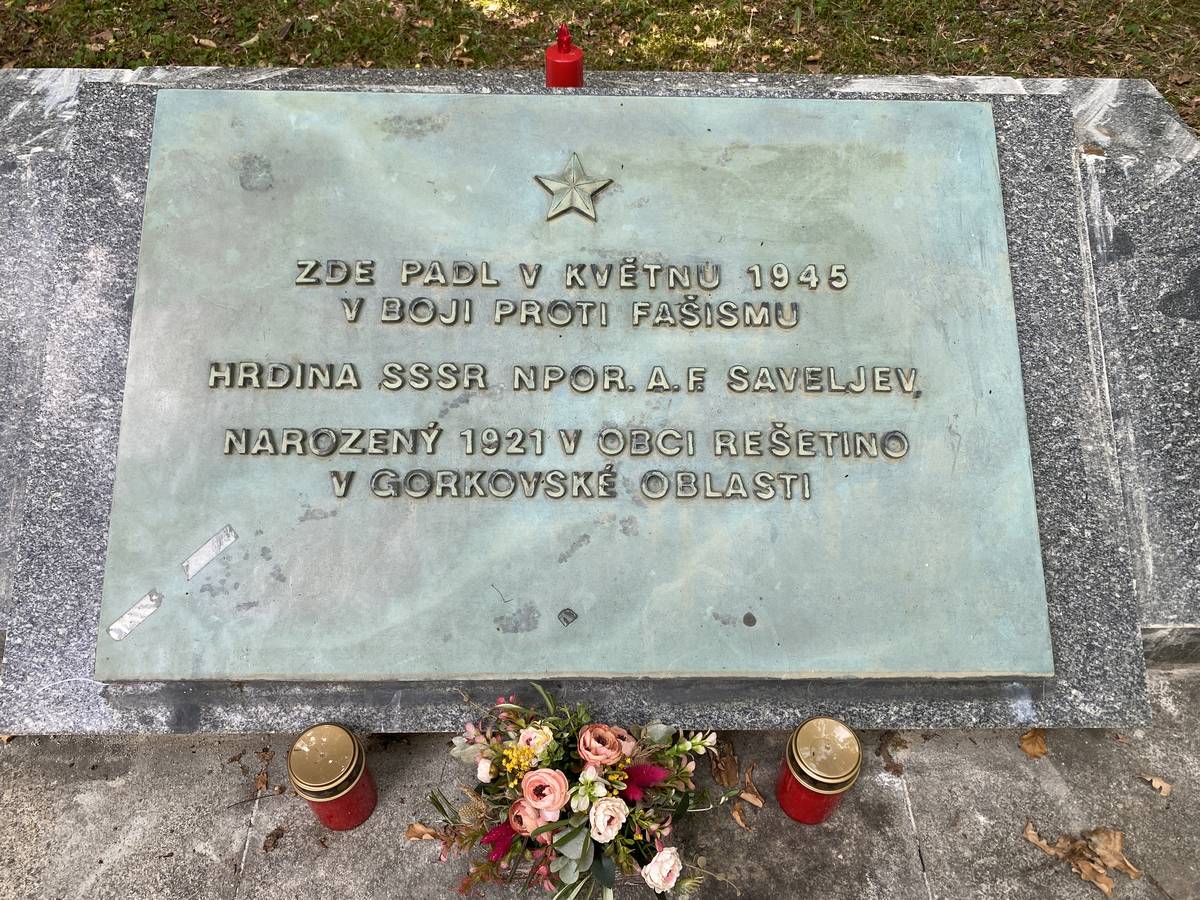 ZDE PADL V KVĚTNU 1945
V BOJI PROTI FAŠISMU
HRDINA SSSR NPOR. A. F SAVELJEV,
NAROZENÝ 1921 V OBCI REŠETINO
V GORKOVSKÉ OBLASTI